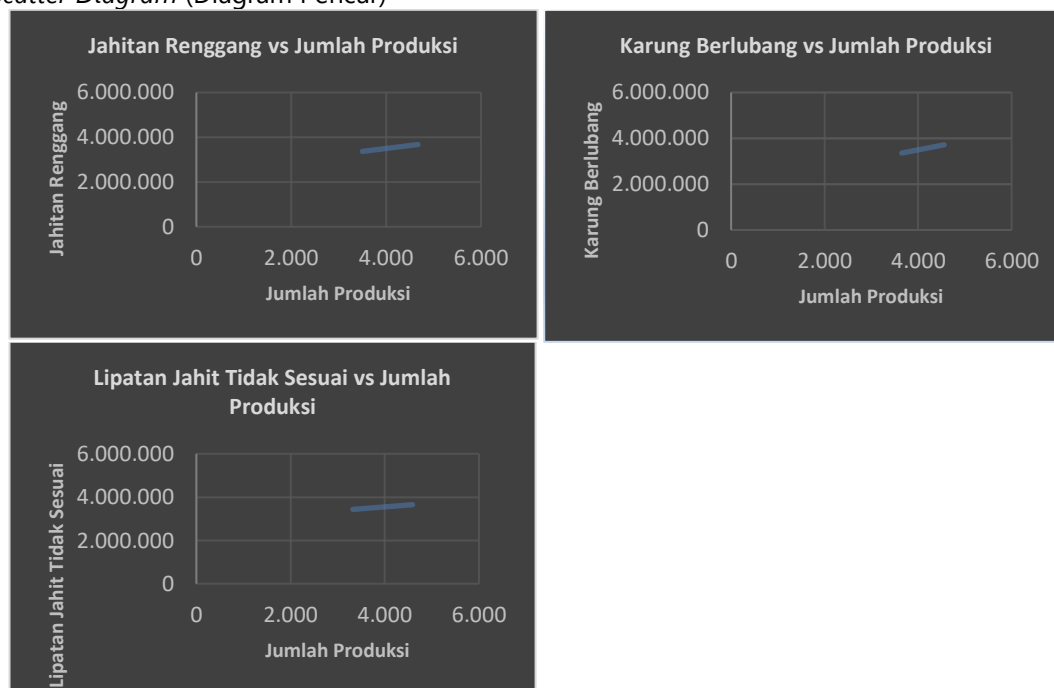 Scatter Diagram (Diagram Pencar)
Jahitan Renggang vs Jumlah Produksi
6.000.000
4.000.000
2.000.000
0
0 2.000 4.000 6.000
Jahitan Renggang
Jumlah Produksi
Karung Berlubang vs Jumlah Produksi
6.000.000
4.000.000
2.000.000
0
0 2.000 4.000 6.000
Karung Berlubang
Jumlah Produksi
Lipatan Jahit Tidak Sesuai vs Jumlah
Produksi
6.000.000
4.000.000
2.000.000
0
0 2.000 4.000 6.000
Lipatan Jahit Tidak Sesuai
Jumlah Produksi